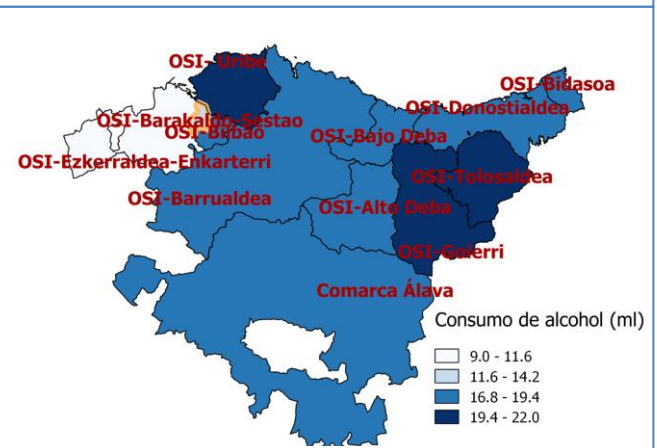 OSI-Uribe
OSI-Bidasoa
OSI-Donostialdea
OSI-Barakaldo-Sestao
OSI-Bilbao
OSI-Bajo Deba
OSI-Ezkerraldea-Enkarterri
OSI-Tolosaldea
OSI-Barrualdea
OSI-Alto Deba
OSI-Goierri
Comarca Álava
Consumo de alcohol (ml)
9.0 - 11.6
11.6 - 14.2
16.8 - 19.4
19.4 - 22.0